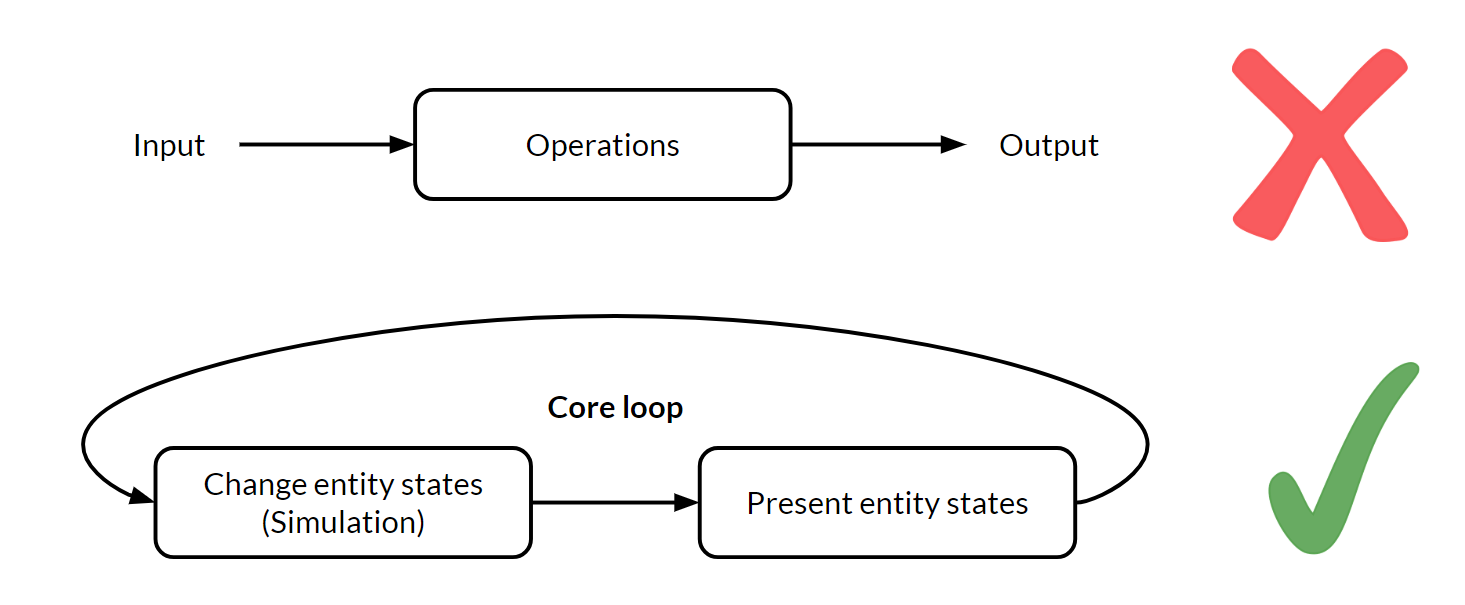 Input
Operations
Output
Core loop
Change entity states
(Simulation)
Present entity states